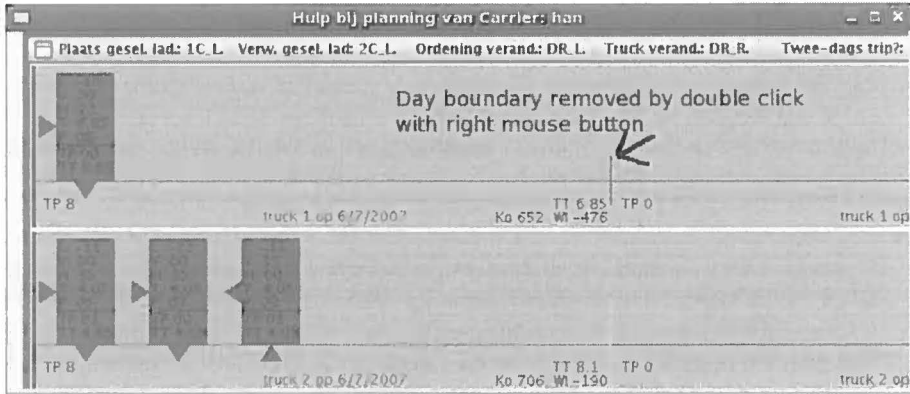 Hulp bij planning van Carrier: han
Plaats gesel. lad.: 1C_L. Verw. gesel. lad: 2C_L. Ordening verand.: DR_L. Truck verand.: DR_R. Twee-dags trip?:
Day boundary removed by double click
with right mouse button
TP 8 TT 6.85 TP 0
truck 1 op 6/7/2007 Ko 652, Wi -476 truck 1 op
TP 8 TT 8.1 TP 0
truck 2 op 6/7/2007 Ko 706, Wi -190 truck 2 op